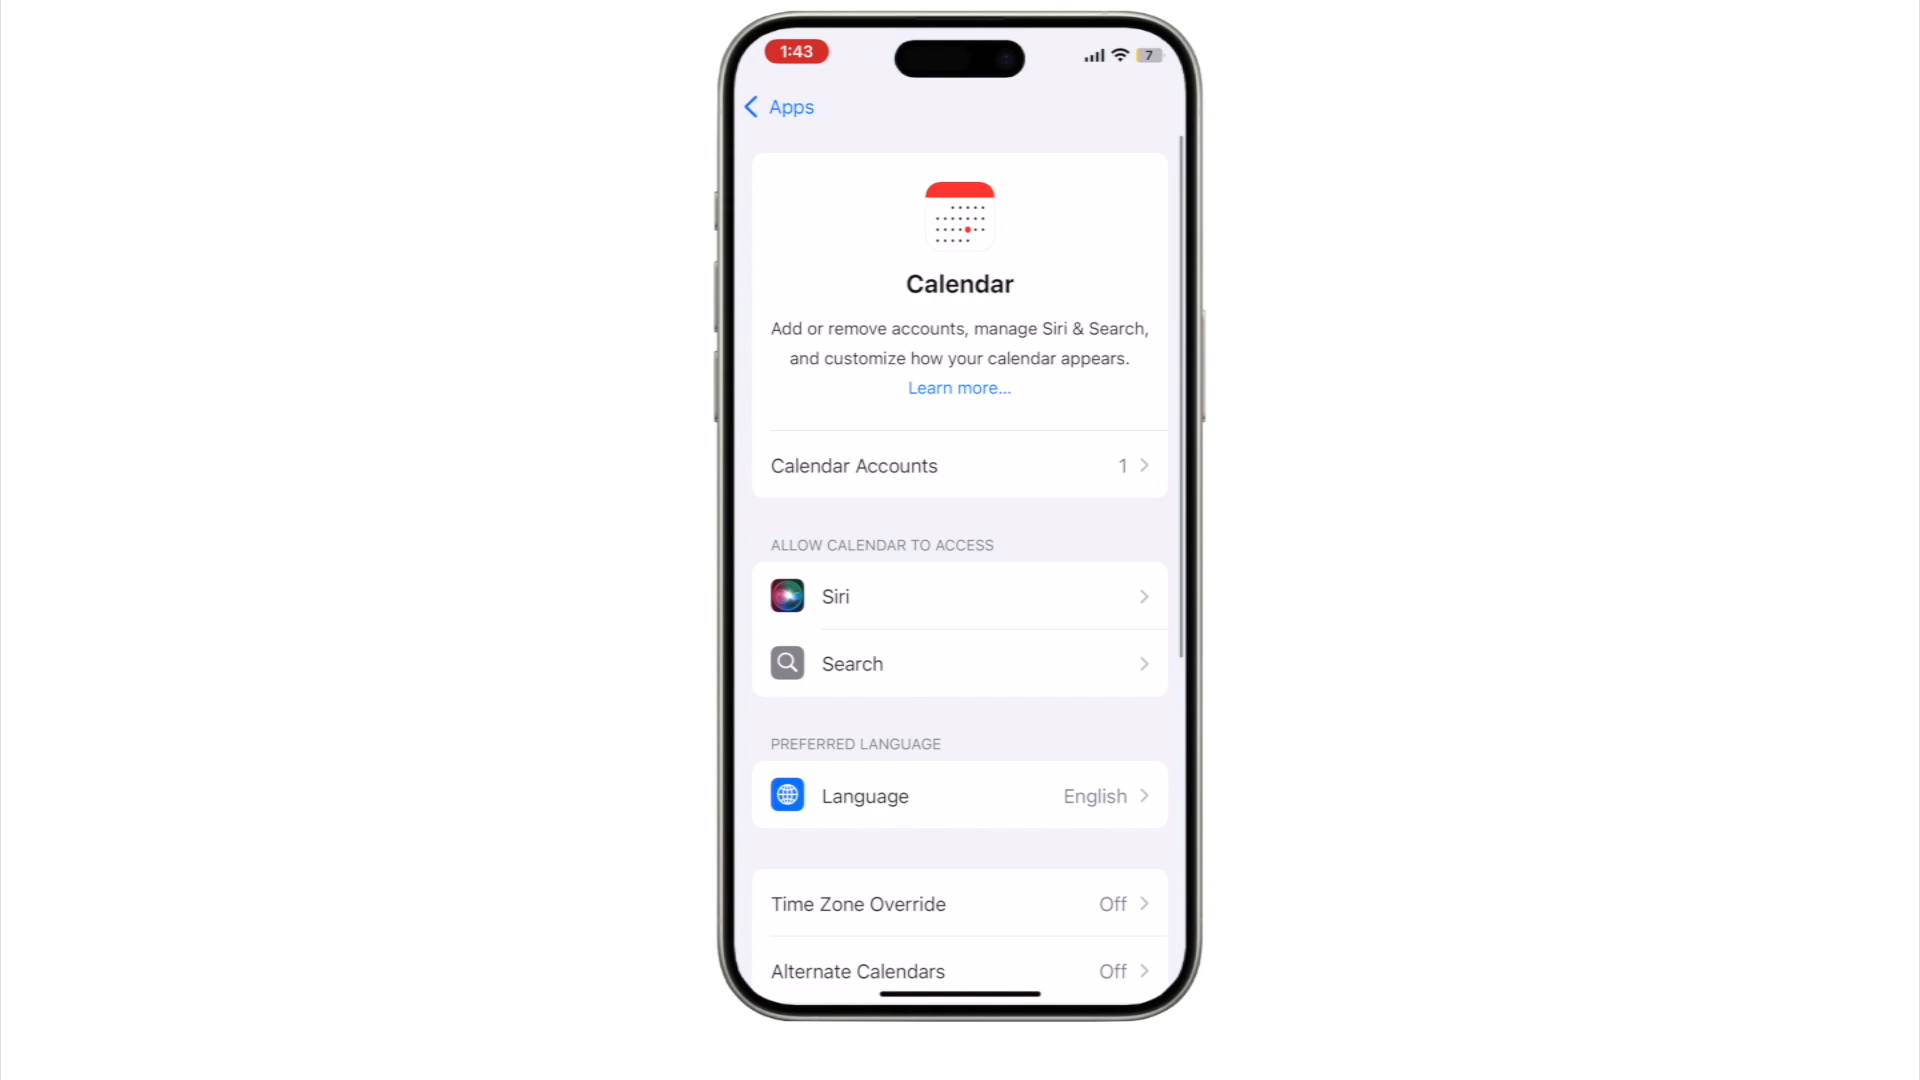 1:43
7
Apps
Calendar
Add or remove accounts, manage Siri & Search,
and customize how your calendar appears.
Learn more...
Calendar Accounts 1
ALLOW CALENDAR TO ACCESS
Siri
Search
PREFERRED LANGUAGE
Language English
Time Zone Override Off
Alternate Calendars Off